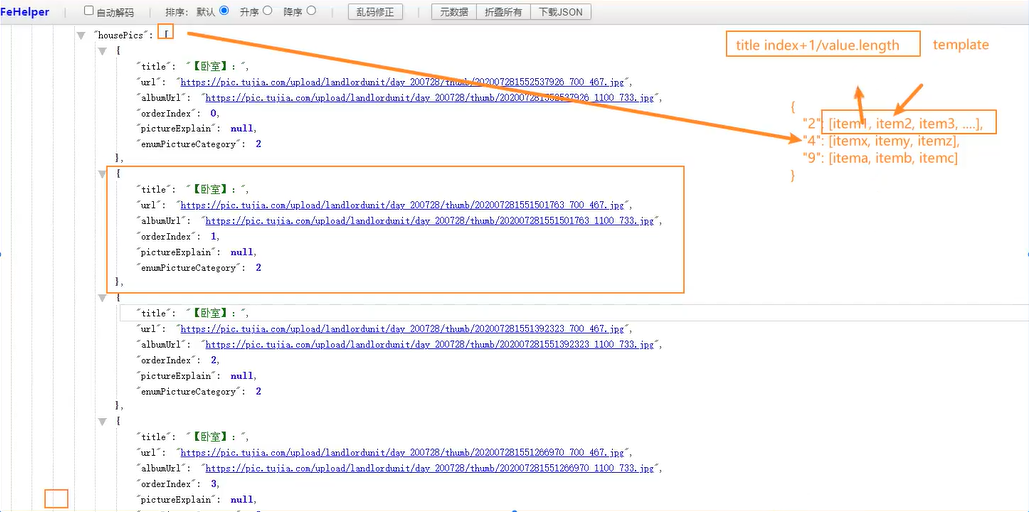 FeHelper 自动解码 排序: 默认 升序 降序 乱码修正 元数据 折叠所有 下载JSON
"housePics": [
{
"title": "【卧室】:",
"url": "https://pic.tujia.com/upload/landlordunit/day_200728/thumb/202007281552537926_700_467.jpg",
"albumUrl": "https://pic.tujia.com/upload/landlordunit/day_200728/thumb/202007281552537926_1100_733.jpg",
"orderIndex": 0,
"pictureExplain": null,
"enumPictureCategory": 2
},
{
"title": "【卧室】:",
"url": "https://pic.tujia.com/upload/landlordunit/day_200728/thumb/202007281551501763_700_467.jpg",
"albumUrl": "https://pic.tujia.com/upload/landlordunit/day_200728/thumb/202007281551501763_1100_733.jpg",
"orderIndex": 1,
"pictureExplain": null,
"enumPictureCategory": 2
},
{
"title": "【卧室】:",
"url": "https://pic.tujia.com/upload/landlordunit/day_200728/thumb/202007281551392323_700_467.jpg",
"albumUrl": "https://pic.tujia.com/upload/landlordunit/day_200728/thumb/202007281551392323_1100_733.jpg",
"orderIndex": 2,
"pictureExplain": null,
"enumPictureCategory": 2
},
{
"title": "【卧室】:",
"url": "https://pic.tujia.com/upload/landlordunit/day_200728/thumb/202007281551266970_700_467.jpg",
"albumUrl": "https://pic.tujia.com/upload/landlordunit/day_200728/thumb/202007281551266970_1100_733.jpg",
"orderIndex": 3,
"pictureExplain": null,
title index+1/value.length template
{
"2": [item1, item2, item3, ....],
"4": [itemx, itemy, itemz],
"9": [itema, itemb, itemc]
}